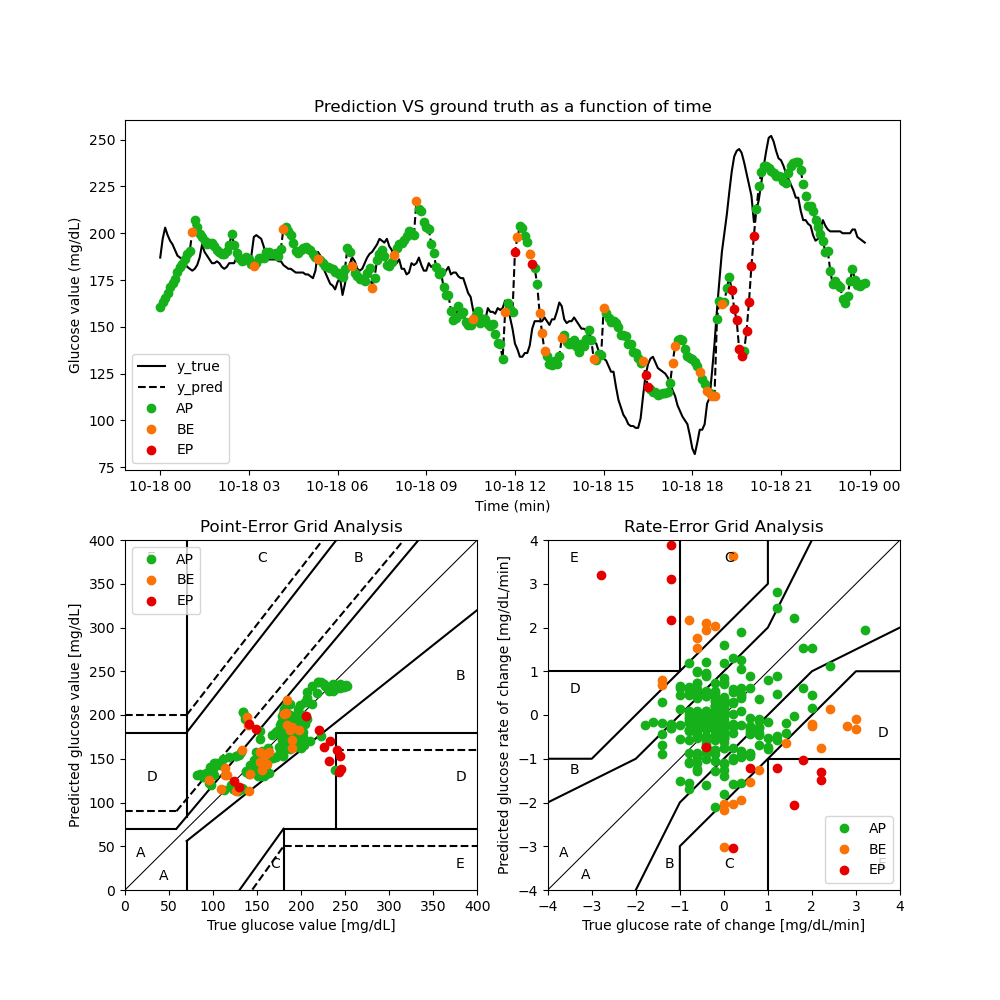 Prediction VS ground truth as a function of time
Glucose value (mg/dL)
250
225
200
175
150
125
100
75
y_true
y_pred
AP
BE
EP
10-18 00 10-18 03 10-18 06 10-18 09 10-18 12 10-18 15 10-18 18 10-18 21 10-19 00
Time (min)
Point-Error Grid Analysis
Predicted glucose value [mg/dL]
400
350
300
250
200
150
100
50
0
AP
BE
EP
C
B
B
D
D
A
A
C
E
0 50 100 150 200 250 300 350 400
True glucose value [mg/dL]
Rate-Error Grid Analysis
Predicted glucose rate of change [mg/dL/min]
4
3
2
1
0
−1
−2
−3
−4
E
C
D
D
B
A
A
B
C
AP
BE
EP
−4 −3 −2 −1 0 1 2 3 4
True glucose rate of change [mg/dL/min]